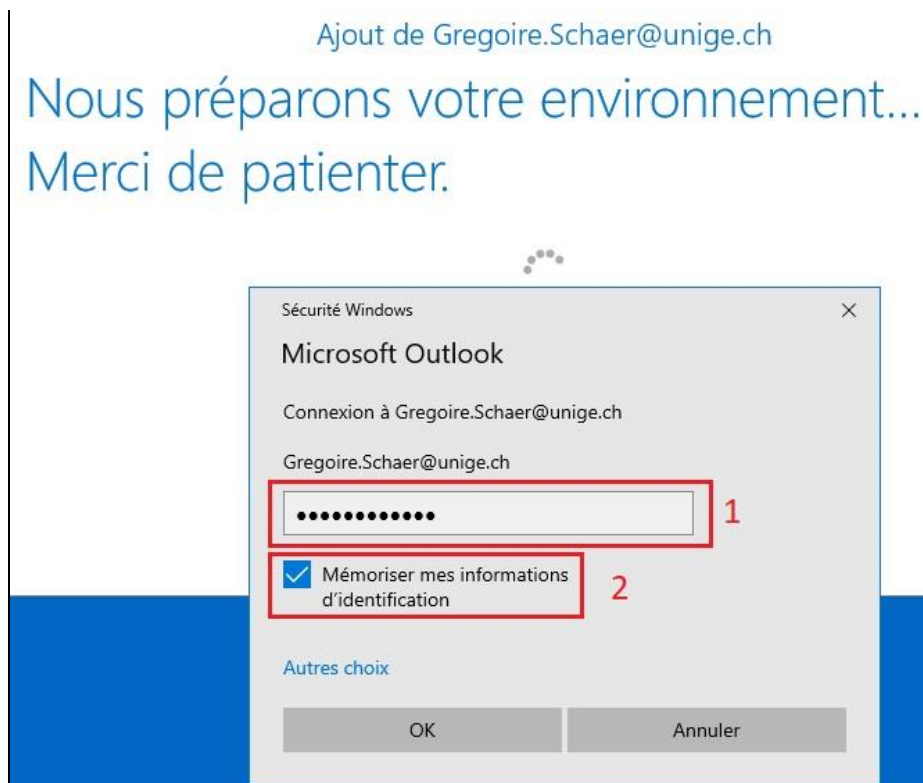 Ajout de Gregoire.Schaer@unige.ch
Nous préparons votre environnement...
Merci de patienter.
Sécurité Windows
Microsoft Outlook
Connexion à Gregoire.Schaer@unige.ch
Gregoire.Schaer@unige.ch
●●●●●●●●●●●●
1
Mémoriser mes informations
d'identification
2
Autres choix
OK
Annuler